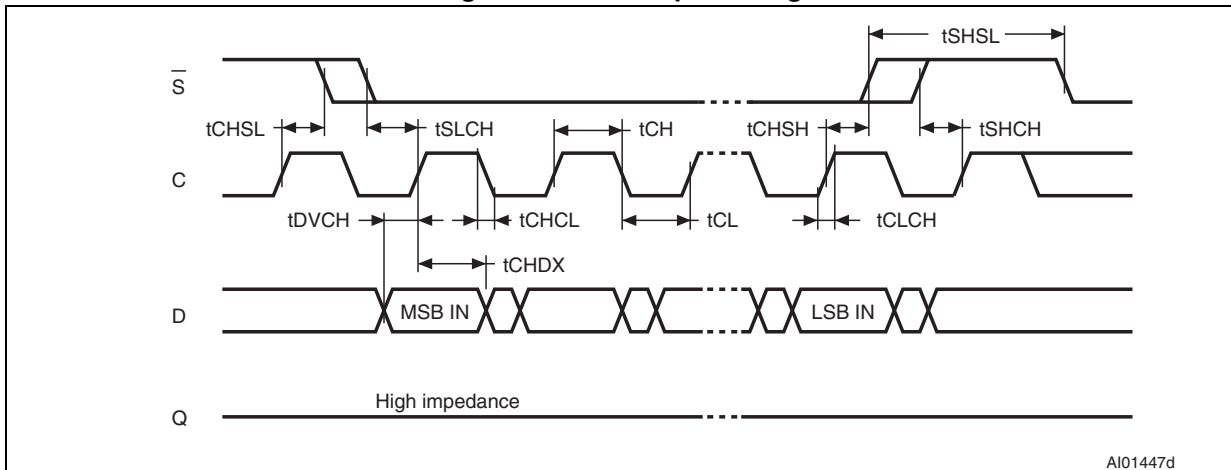 tSHSL
S
tCHSL
tSLCH
tCH
tCHSH
tSHCH
C
tDVCH
tCHCL
tCL
tCLCH
tCHDX
D
MSB IN
LSB IN
High impedance
Q
AI01447d